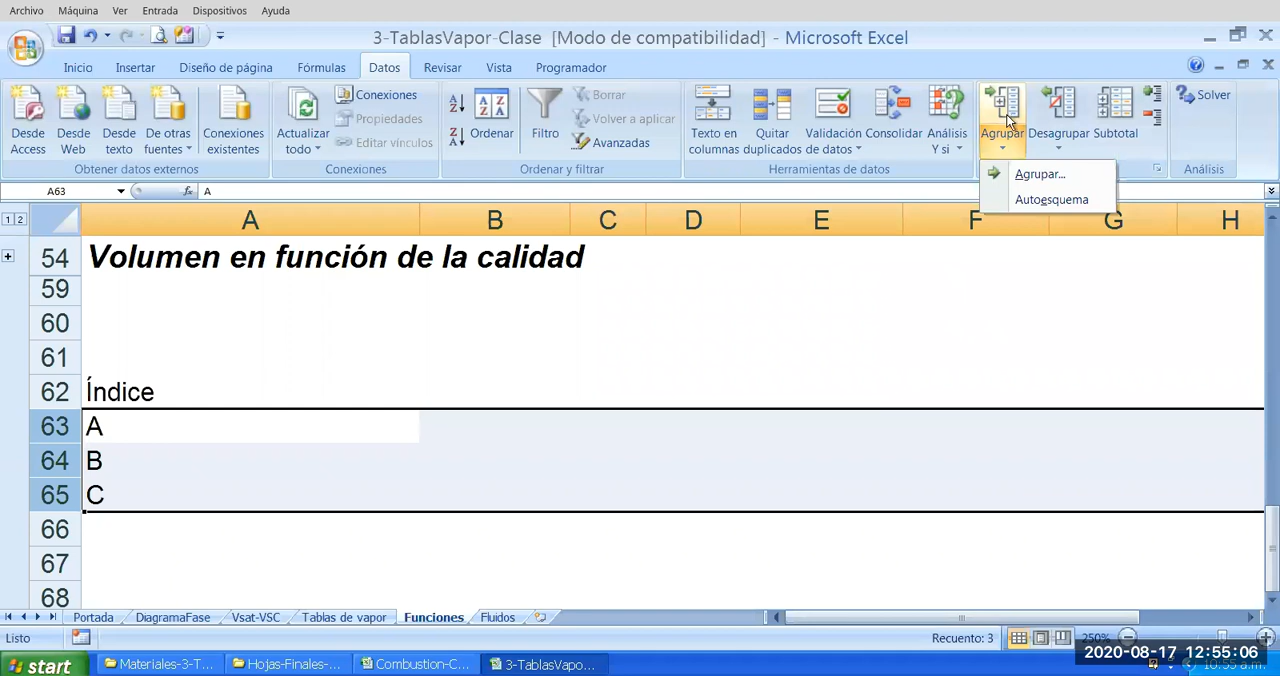 Archivo Máquina Ver Entrada Dispositivos Ayuda
3-TablasVapor-Clase [Modo de compatibilidad] - Microsoft Excel
Inicio Insertar Diseño de página Fórmulas Datos Revisar Vista Programador
Desde Access
Desde Web
Desde texto
De otras fuentes
Conexiones existentes
Obtener datos externos
Actualizar todo
Conexiones
Propiedades
Editar vínculos
Conexiones
Ordenar
Filtro
Borrar
Volver a aplicar
Avanzadas
Ordenar y filtrar
Texto en columnas
Quitar duplicados
Validación de datos
Consolidar
Análisis Y si
Herramientas de datos
Agrupar
Desagrupar
Subtotal
Solver
Análisis
Agrupar...
Autoesquema
A63 fx A
1 2
A B C D E F G H
54 Volumen en función de la calidad
59
60
61
62 Índice
63 A
64 B
65 C
66
67
68
Portada DiagramaFase Vsat-VSC Tablas de vapor Funciones Fluidos
Listo Recuento: 3 250%
2020-08-17 12:55:06
start Materiales-3-T... Hojas-Finales-... Combustion-C... 3-TablasVapo... 10:55 a.m.